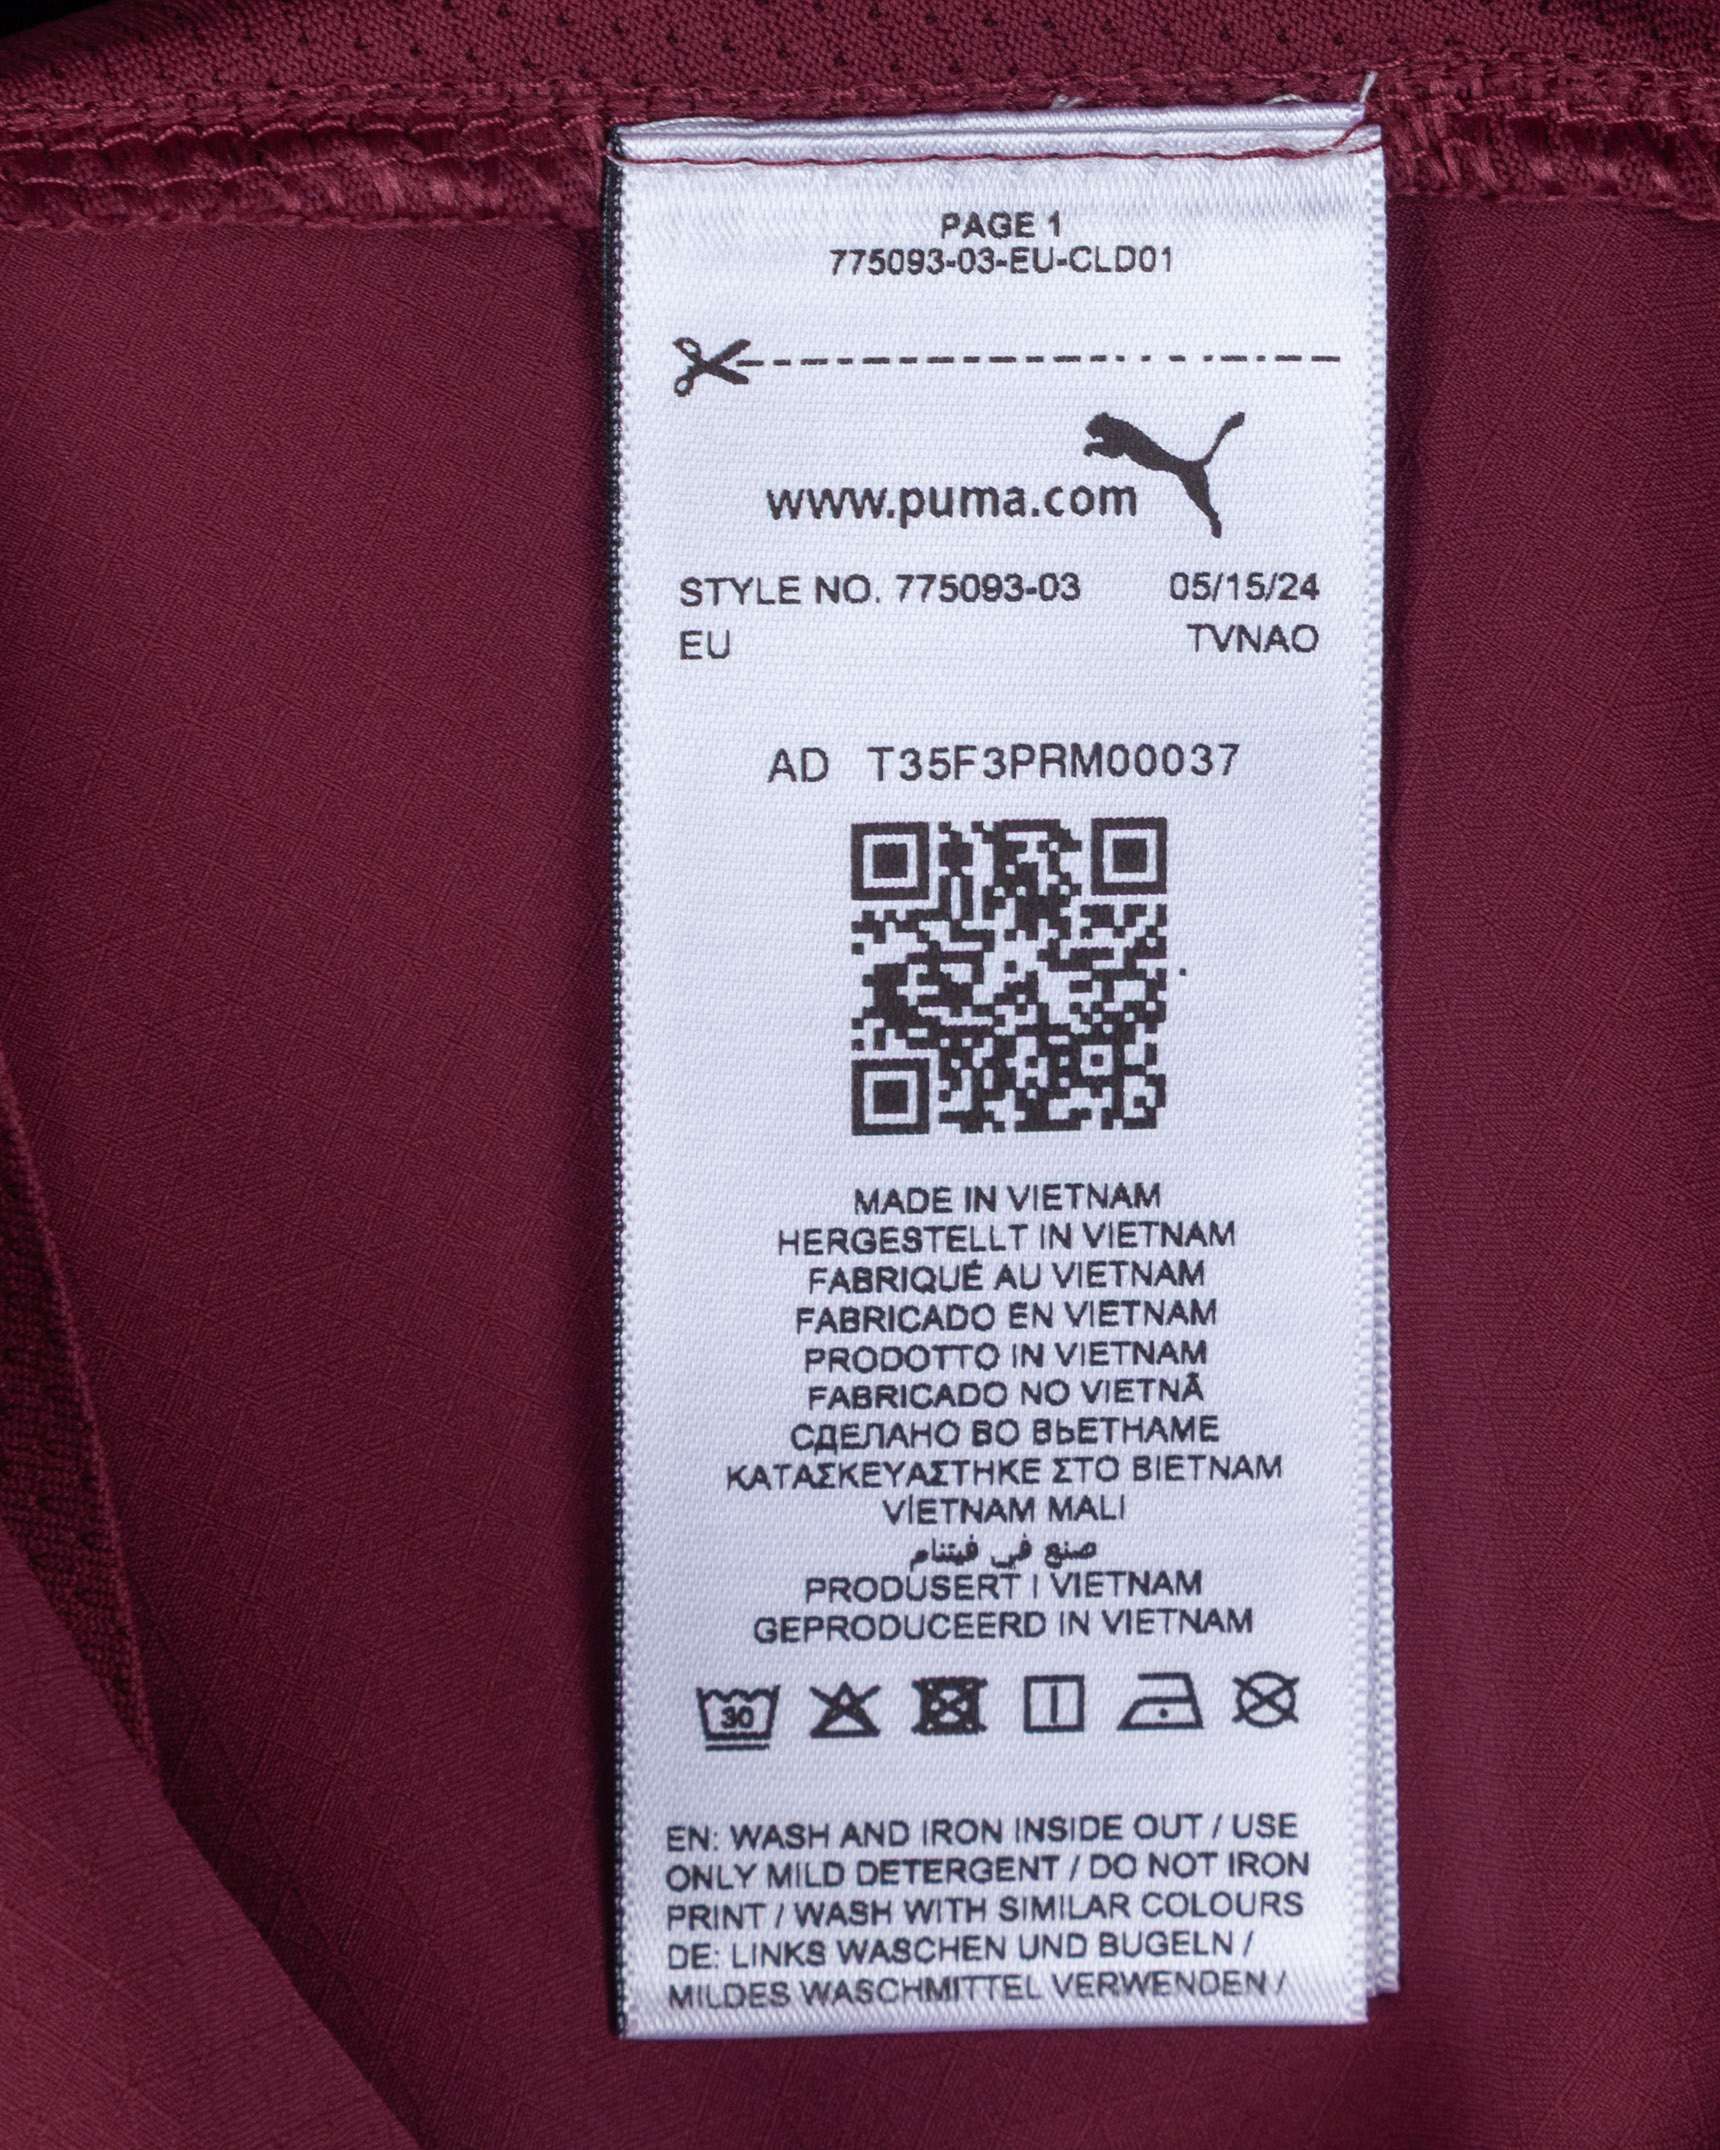 PAGE 1
775093-03-EU-CLD01
www.puma.com
STYLE NO. 775093-03 05/15/24
EU TVNAO
AD T35F3PRM00037
MADE IN VIETNAM
HERGESTELLT IN VIETNAM
FABRIQUÉ AU VIETNAM
FABRICADO EN VIETNAM
PRODOTTO IN VIETNAM
FABRICADO NO VIETNÃ
СДЕЛАНО ВО ВЬЕТНАМЕ
ΚΑΤΑΣΚΕΥΑΣΤΗΚΕ ΣΤΟ ΒΙΕΤΝΑΜ
VİETNAM MALI
صنع في فيتنام
PRODUSERT I VIETNAM
GEPRODUCEERD IN VIETNAM
30
EN: WASH AND IRON INSIDE OUT / USE
ONLY MILD DETERGENT / DO NOT IRON
PRINT / WASH WITH SIMILAR COLOURS
DE: LINKS WASCHEN UND BUGELN /
MILDES WASCHMITTEL VERWENDEN /